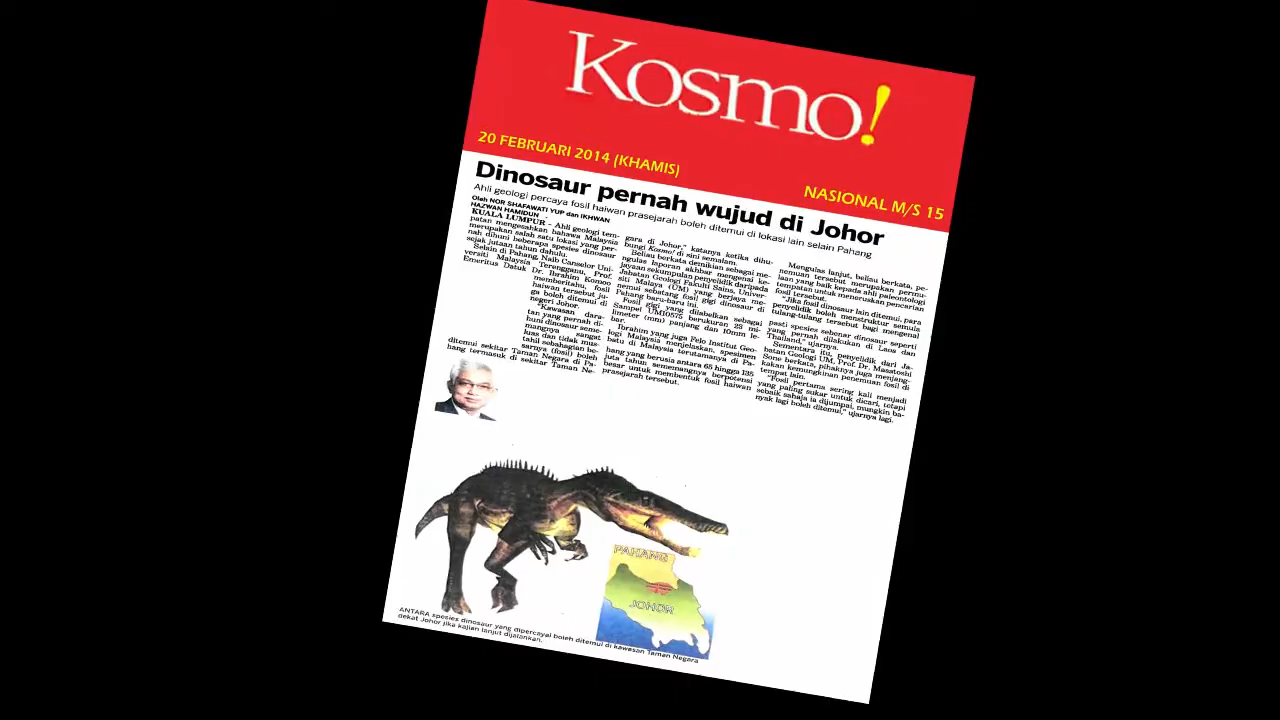 Kosmo!
20 FEBRUARI 2014 (KHAMIS)
NASIONAL M/S 15
Dinosaur pernah wujud di Johor
Ahli geologi percaya fosil haiwan prasejarah boleh ditemui di lokasi lain selain Pahang
Oleh NOR SHAFAWATI YUP dan IKHWAN
HAZWAN HAMIDUN
KUALA LUMPUR - Ahli geologi tem-
patan mengesahkan bahawa Malaysia
merupakan salah satu lokasi yang per-
nah dihuni beberapa spesies dinosaur
sejak jutaan tahun dahulu.
Selain di Pahang, Naib Canselor Uni-
versiti Malaysia Terengganu, Prof.
Emeritus Datuk Dr. Ibrahim Komoo
memberitahu, fosil
haiwan tersebut ju-
ga boleh ditemui di
negeri Johor.
"Kawasan dara-
tan yang pernah di-
huni dinosaur seme-
mangnya sangat
luas dan tidak mus-
tahil sebahagian be-
sarnya (fosil) boleh
ditemui sekitar Taman Negara di Pa-
hang termasuk di sekitar Taman Ne-
gara di Johor," katanya ketika dihu-
bungi Kosmo! di sini semalam.
Beliau berkata demikian sebagai me-
ngulas laporan akhbar mengenai ke-
jayaan sekumpulan penyelidik daripada
Jabatan Geologi Fakulti Sains, Univer-
siti Malaya (UM) yang berjaya me-
nemui sebatang fosil gigi dinosaur di
Pahang baru-baru ini.
Fosil gigi yang dilabelkan sebagai
Sampel UM10575 berukuran 23 mi-
limeter (mm) panjang dan 10mm le-
bar.
Ibrahim yang juga Felo Institut Geo-
logi Malaysia menjelaskan, spesimen
batu di Malaysia terutamanya di Pa-
hang yang berusia antara 65 hingga 135
juta tahun semenangnya berpotensi
besar untuk membentuk fosil haiwan
prasejarah tersebut.
Mengulas lanjut, beliau berkata, pe-
nemuan tersebut merupakan permu-
laan yang baik kepada ahli paleontologi
tempatan untuk meneruskan pencarian
fosil tersebut.
"Jika fosil dinosaur lain ditemui, para
penyelidik boleh menstruktur semula
tulang-tulang tersebut bagi mengenal
pasti spesies sebenar dinosaur seperti
yang pernah dilakukan di Laos dan
Thailand," ujarnya.
Sementara itu, penyelidik dari Ja-
batan Geologi UM, Prof. Dr. Masatoshi
Sone berkata, pihaknya juga menjang-
kakan kemungkinan penemuan fosil di
tempat lain.
"Fosil pertama sering kali menjadi
yang paling sukar untuk dicari, tetapi
sebaik sahaja ia dijumpai, mungkin ba-
nyak lagi boleh ditemui," ujarnya lagi.
PAHANG
JOHOR
ANTARA spesies dinosaur yang dipercayai boleh ditemui di kawasan Taman Negara
dekat Johor jika kajian lanjut dijalankan.